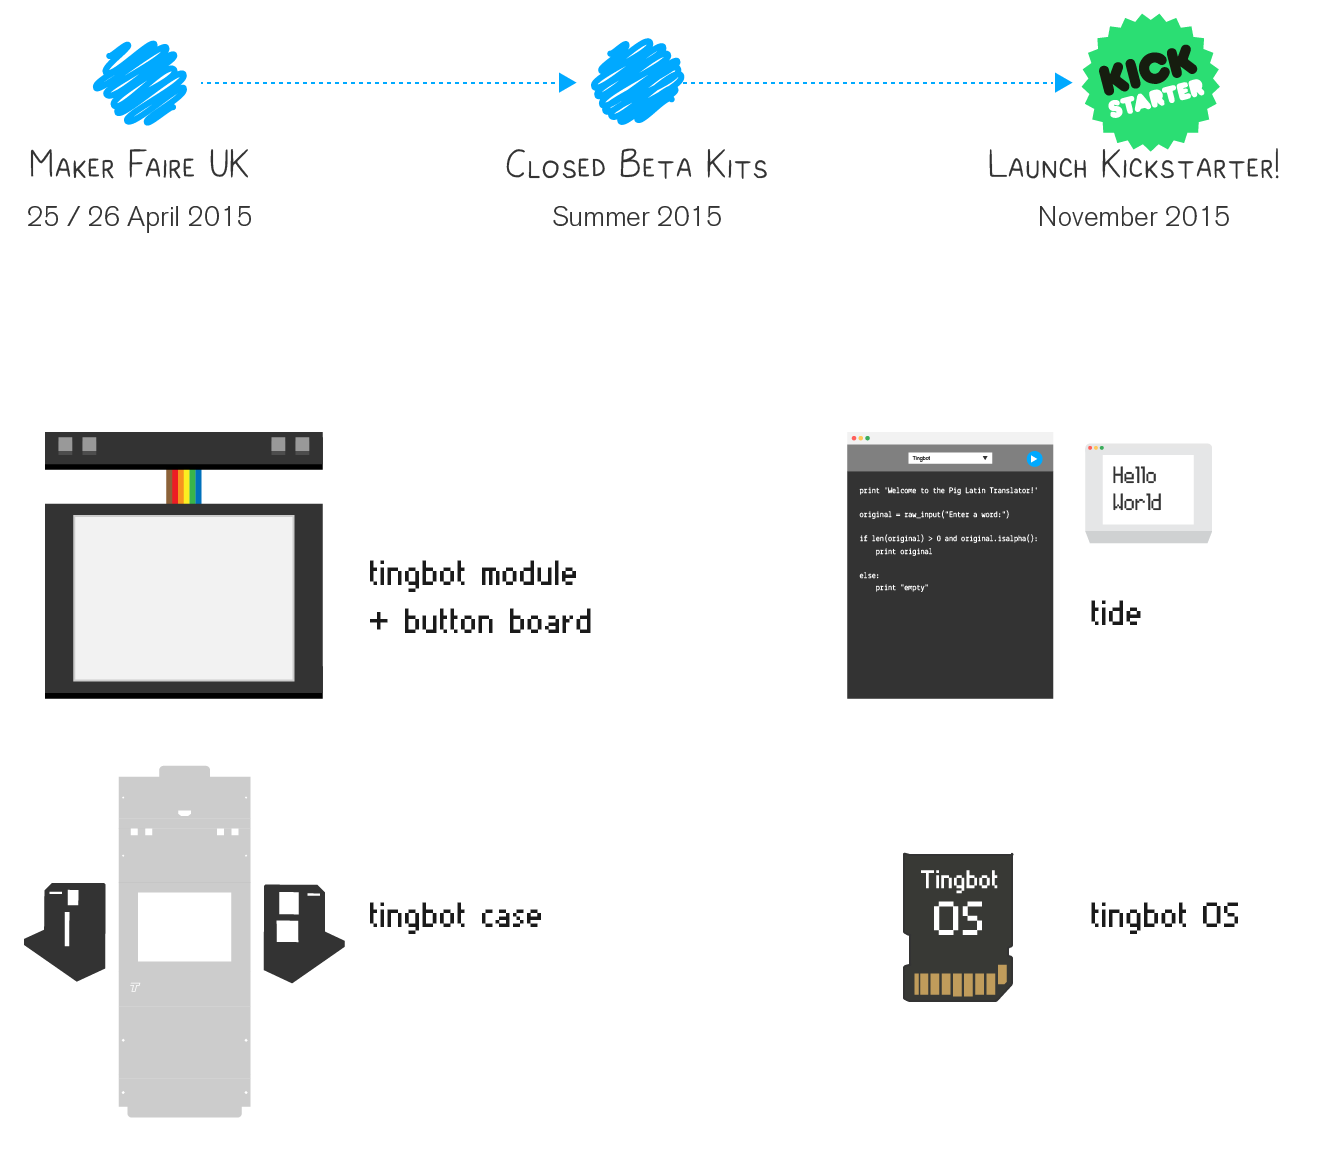 KICK
STARTER
Maker Faire UK
Closed Beta Kits
Launch Kickstarter!
25 / 26 April 2015
Summer 2015
November 2015
tingbot module
+ button board
Tingbot
print 'Welcome to the Pig Latin Translator!'
original = raw_input("Enter a word:")
if len(original) > 0 and original.isalpha():
print original
else:
print "empty"
Hello
World
tide
T
tingbot case
Tingbot
OS
tingbot OS